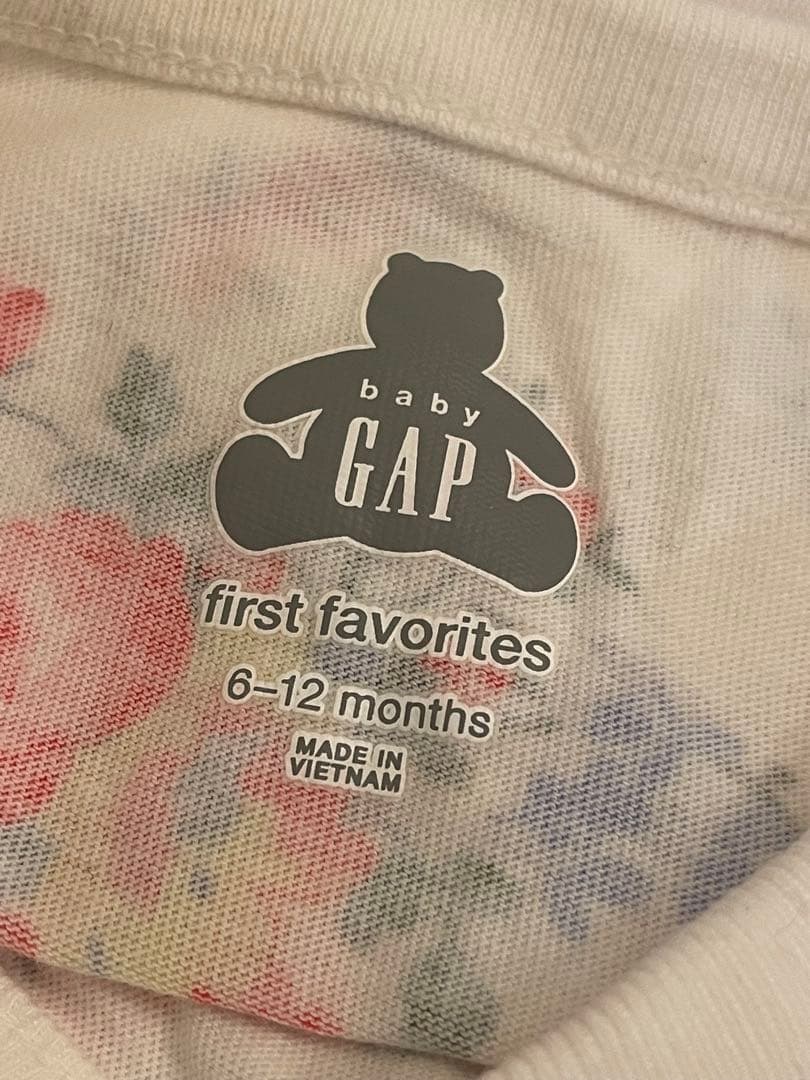 baby
GAP
first favorites
6–12 months
MADE IN
VIETNAM